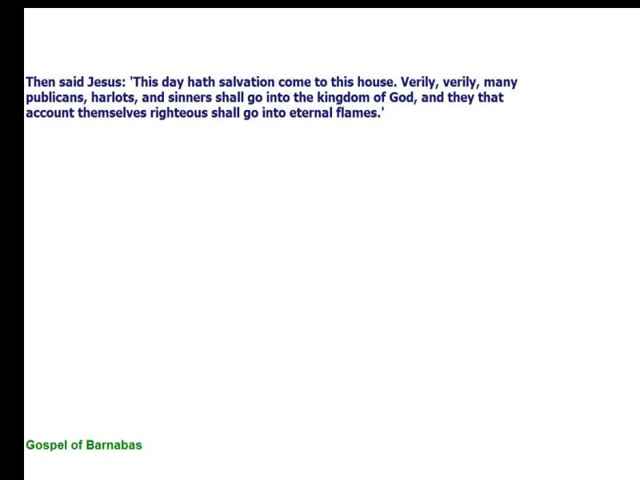 Then said Jesus: 'This day hath salvation come to this house. Verily, verily, many
publicans, harlots, and sinners shall go into the kingdom of God, and they that
account themselves righteous shall go into eternal flames.'
Gospel of Barnabas